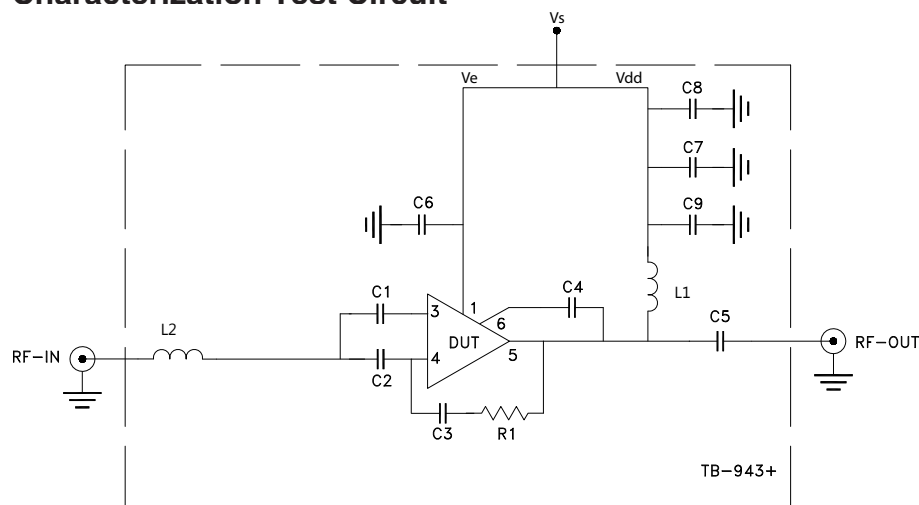 Characterization Test Circuit
Vs
Ve
Vdd
C8
C7
C6
C9
C1
3
1
C4
L1
6
C5
L2
DUT
5
RF-IN
4
RF-OUT
C2
C3
R1
TB-943+